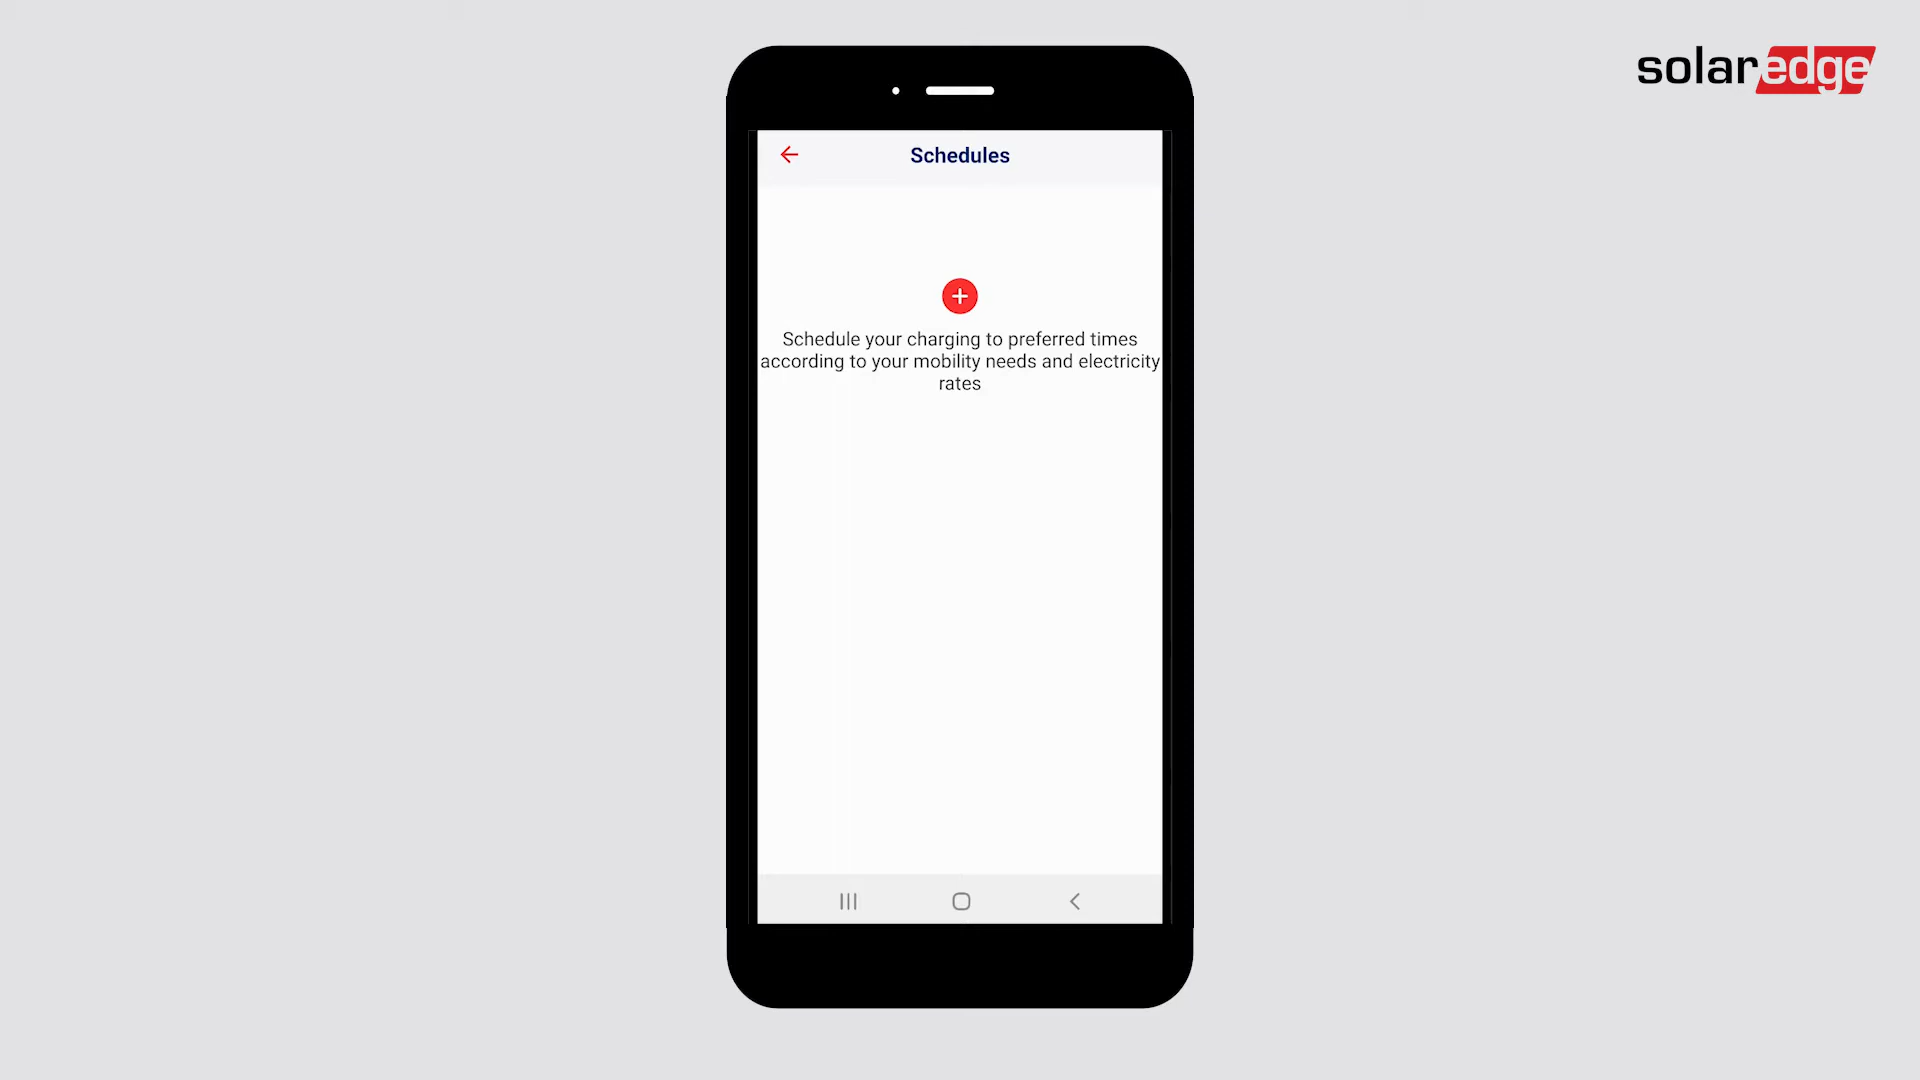 solaredge
Schedules
Schedule your charging to preferred times
according to your mobility needs and electricity
rates